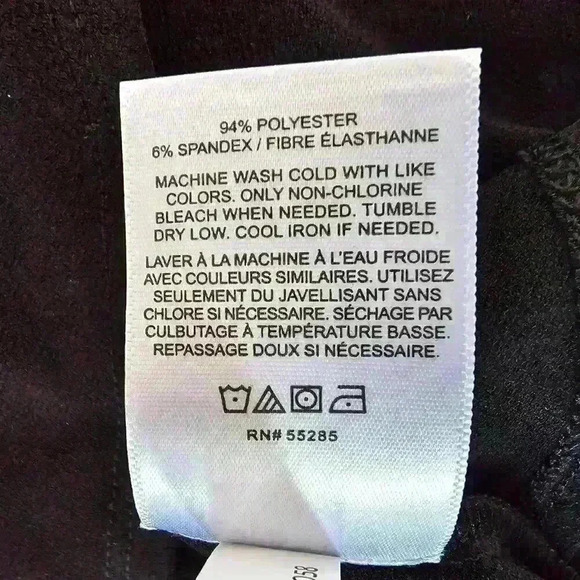 94% POLYESTER
6% SPANDEX / FIBRE ÉLASTHANNE
MACHINE WASH COLD WITH LIKE
COLORS. ONLY NON-CHLORINE
BLEACH WHEN NEEDED. TUMBLE
DRY LOW. COOL IRON IF NEEDED.
LAVER À LA MACHINE À L'EAU FROIDE
AVEC COULEURS SIMILAIRES. UTILISEZ
SEULEMENT DU JAVELLISANT SANS
CHLORE SI NÉCESSAIRE. SÉCHAGE PAR
CULBUTAGE À TEMPÉRATURE BASSE.
REPASSAGE DOUX SI NÉCESSAIRE.
RN# 55285